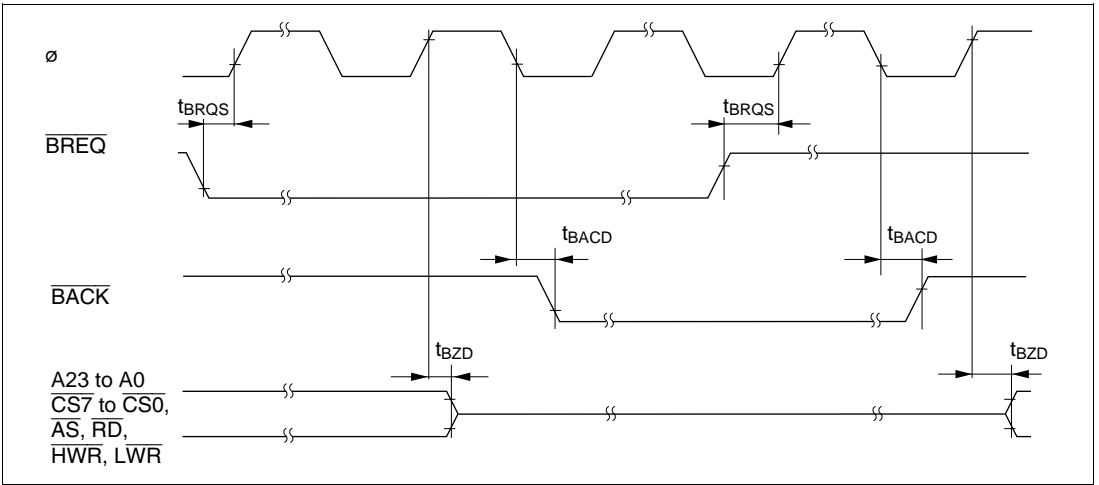 ø
tBRQS tBRQS
BREQ
tBACD tBACD
BACK
tBZD tBZD
A23 to A0
CS7 to CS0,
AS, RD,
HWR, LWR